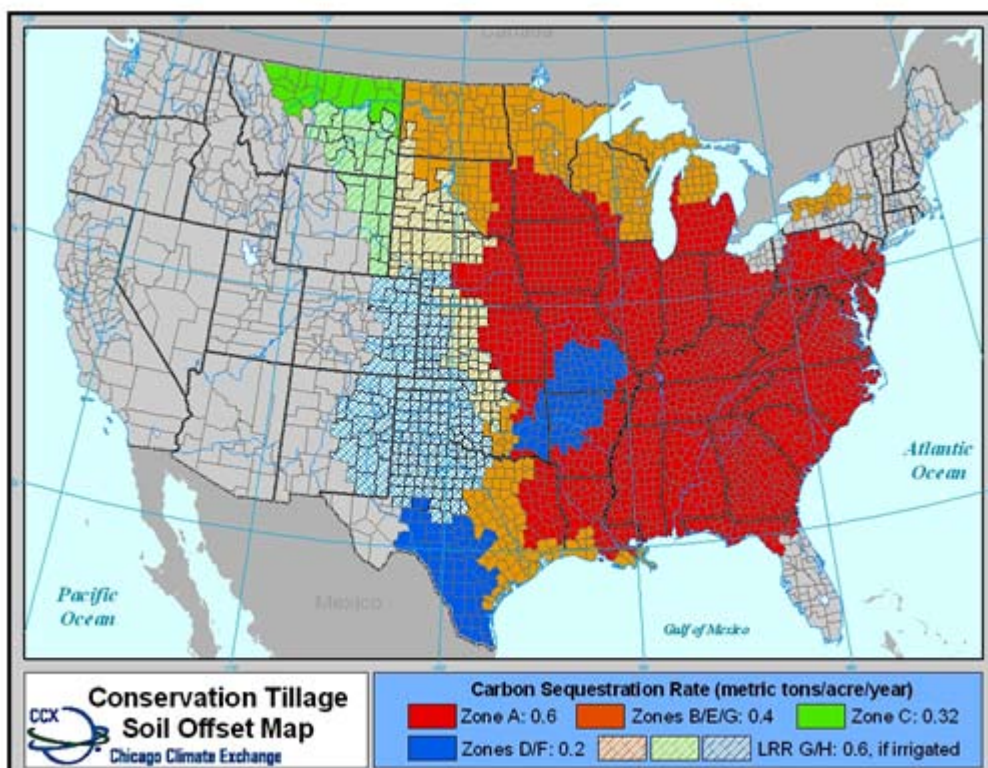 Canada
Mexico
Pacific
Ocean
Atlantic
Ocean
Gulf of Mexico
CCX
Conservation Tillage
Soil Offset Map
Chicago Climate Exchange
Carbon Sequestration Rate (metric tons/acre/year)
Zone A: 0.6 Zones B/E/G: 0.4 Zone C: 0.32
Zones D/F: 0.2 LRR G/H: 0.6, if irrigated